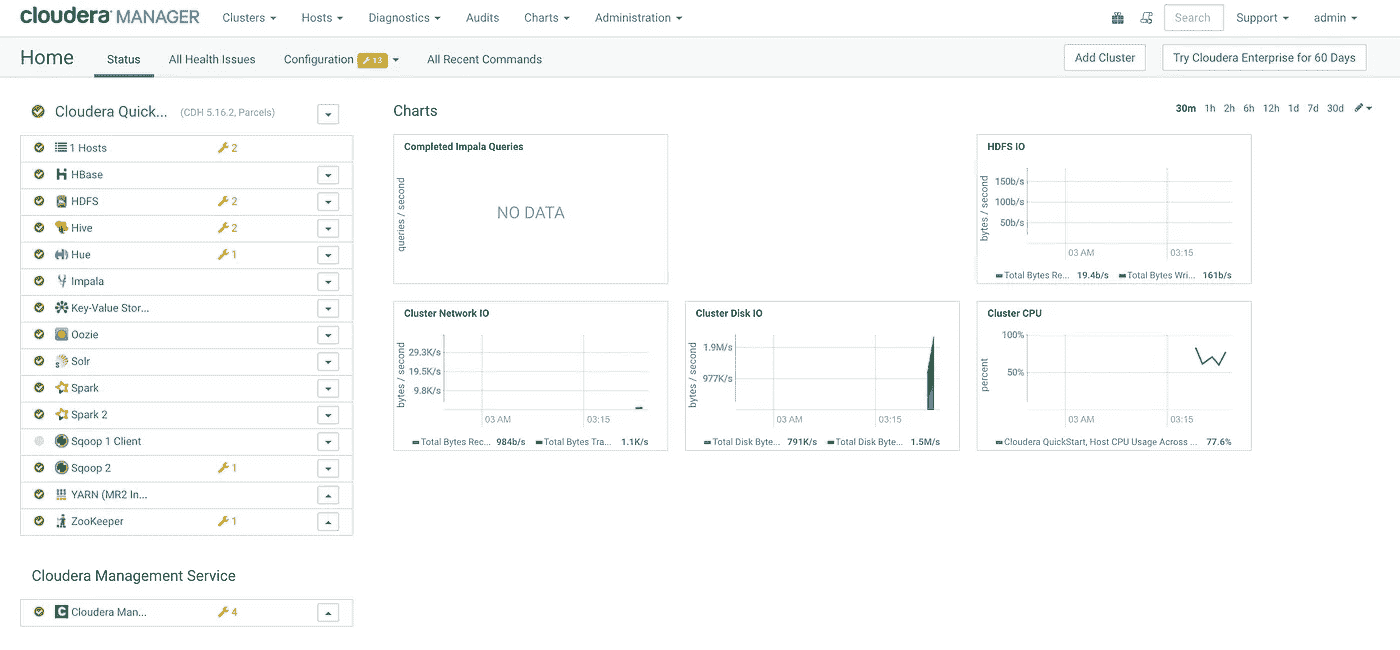 cloudera MANAGER Clusters Hosts Diagnostics Audits Charts Administration Search Support admin
Home Status All Health Issues Configuration 13 All Recent Commands Add Cluster Try Cloudera Enterprise for 60 Days
Cloudera Quick... (CDH 5.16.2, Parcels)
1 Hosts 2
HBase
HDFS 2
Hive 2
Hue 1
Impala
Key-Value Stor...
Oozie
Solr
Spark
Spark 2
Sqoop 1 Client
Sqoop 2 1
YARN (MR2 In...
ZooKeeper 1
Cloudera Management Service
Cloudera Man... 4
Charts
30m 1h 2h 6h 12h 1d 7d 30d
Completed Impala Queries
queries / second
NO DATA
HDFS IO
bytes / second
150b/s
100b/s
50b/s
03 AM 03:15
Total Bytes Re... 19.4b/s Total Bytes Wri... 161b/s
Cluster Network IO
bytes / second
29.3K/s
19.5K/s
9.8K/s
03 AM 03:15
Total Bytes Rec... 984b/s Total Bytes Tra... 1.1K/s
Cluster Disk IO
bytes / second
1.9M/s
977K/s
03 AM 03:15
Total Disk Byte... 791K/s Total Disk Byte... 1.5M/s
Cluster CPU
percent
100%
50%
03 AM 03:15
Cloudera QuickStart, Host CPU Usage Across ... 77.6%